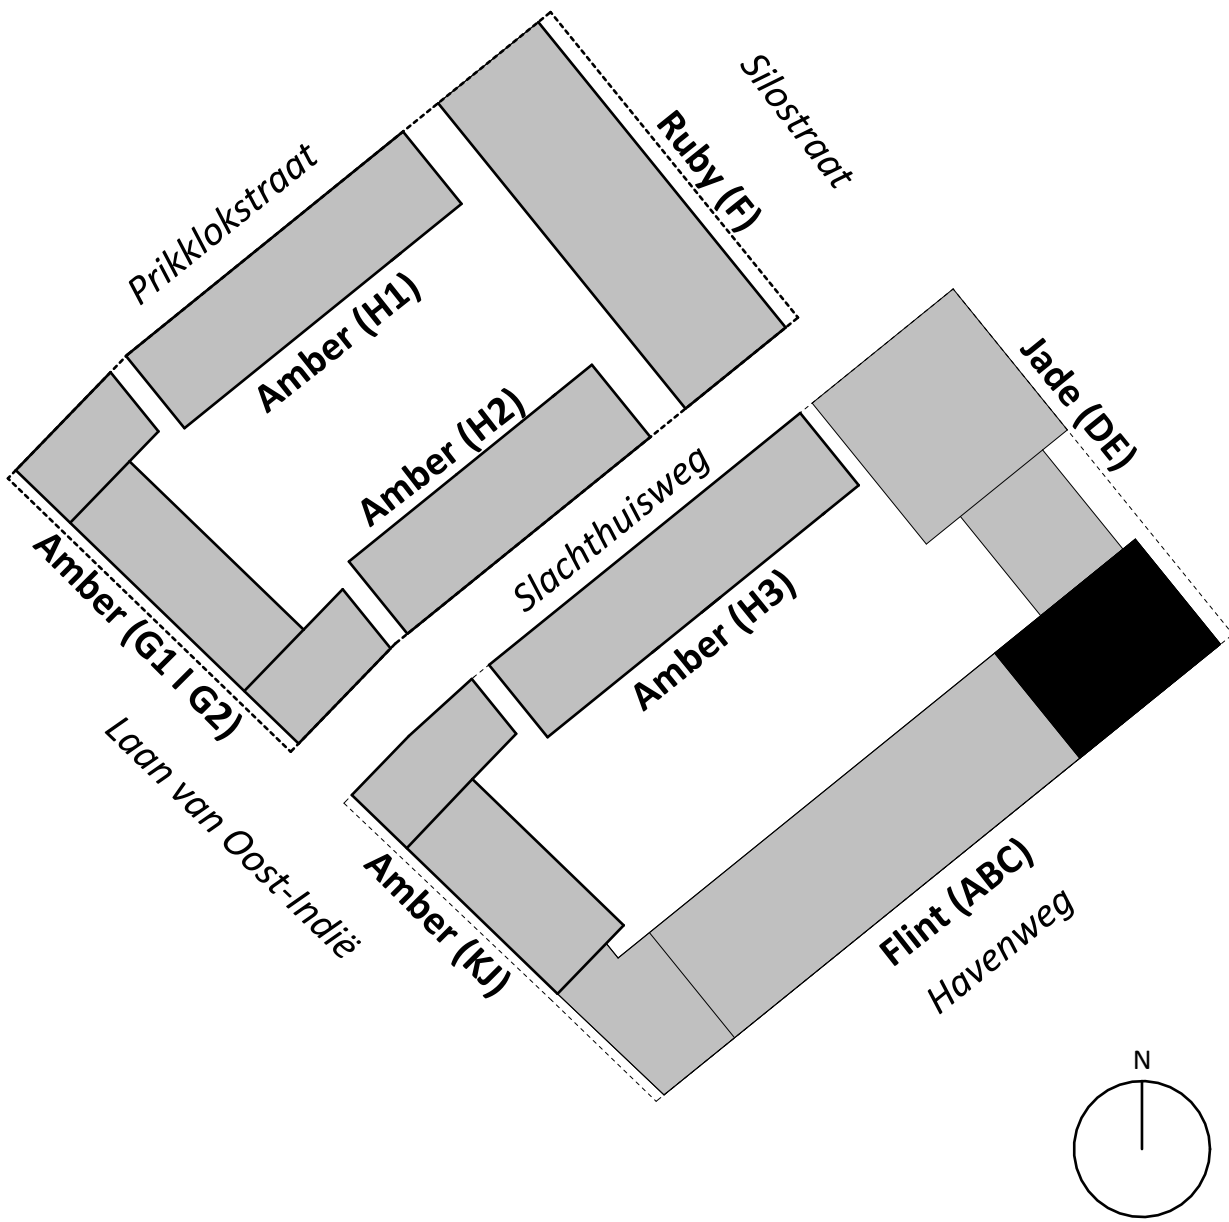 Silostraat
Ruby (F)
Prikklokstraat
Amber (H1)
Jade (DE)
Amber (H2)
Slachthuisweg
Amber (G1 I G2)
Amber (H3)
Laan van Oost-Indië
Amber (KJ)
Flint (ABC)
Havenweg
N